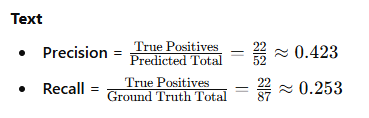 Text
• Precision = True Positives / Predicted Total = 22/52 ≈ 0.423
• Recall = True Positives / Ground Truth Total = 22/87 ≈ 0.253